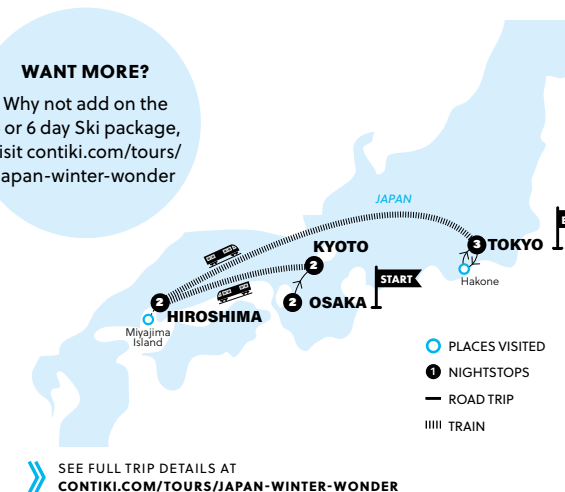 WANT MORE?
Why not add on the
or 6 day Ski package,
contiki.com/tours/
japan-winter-wonder
JAPAN
KYOTO
2
3 TOKYO
Hakone
START
2 OSAKA
2
HIROSHIMA
Miyajima
Island
PLACES VISITED
1 NIGHTSTOPS
ROAD TRIP
TRAIN
SEE FULL TRIP DETAILS AT
CONTIKI.COM/TOURS/JAPAN-WINTER-WONDER